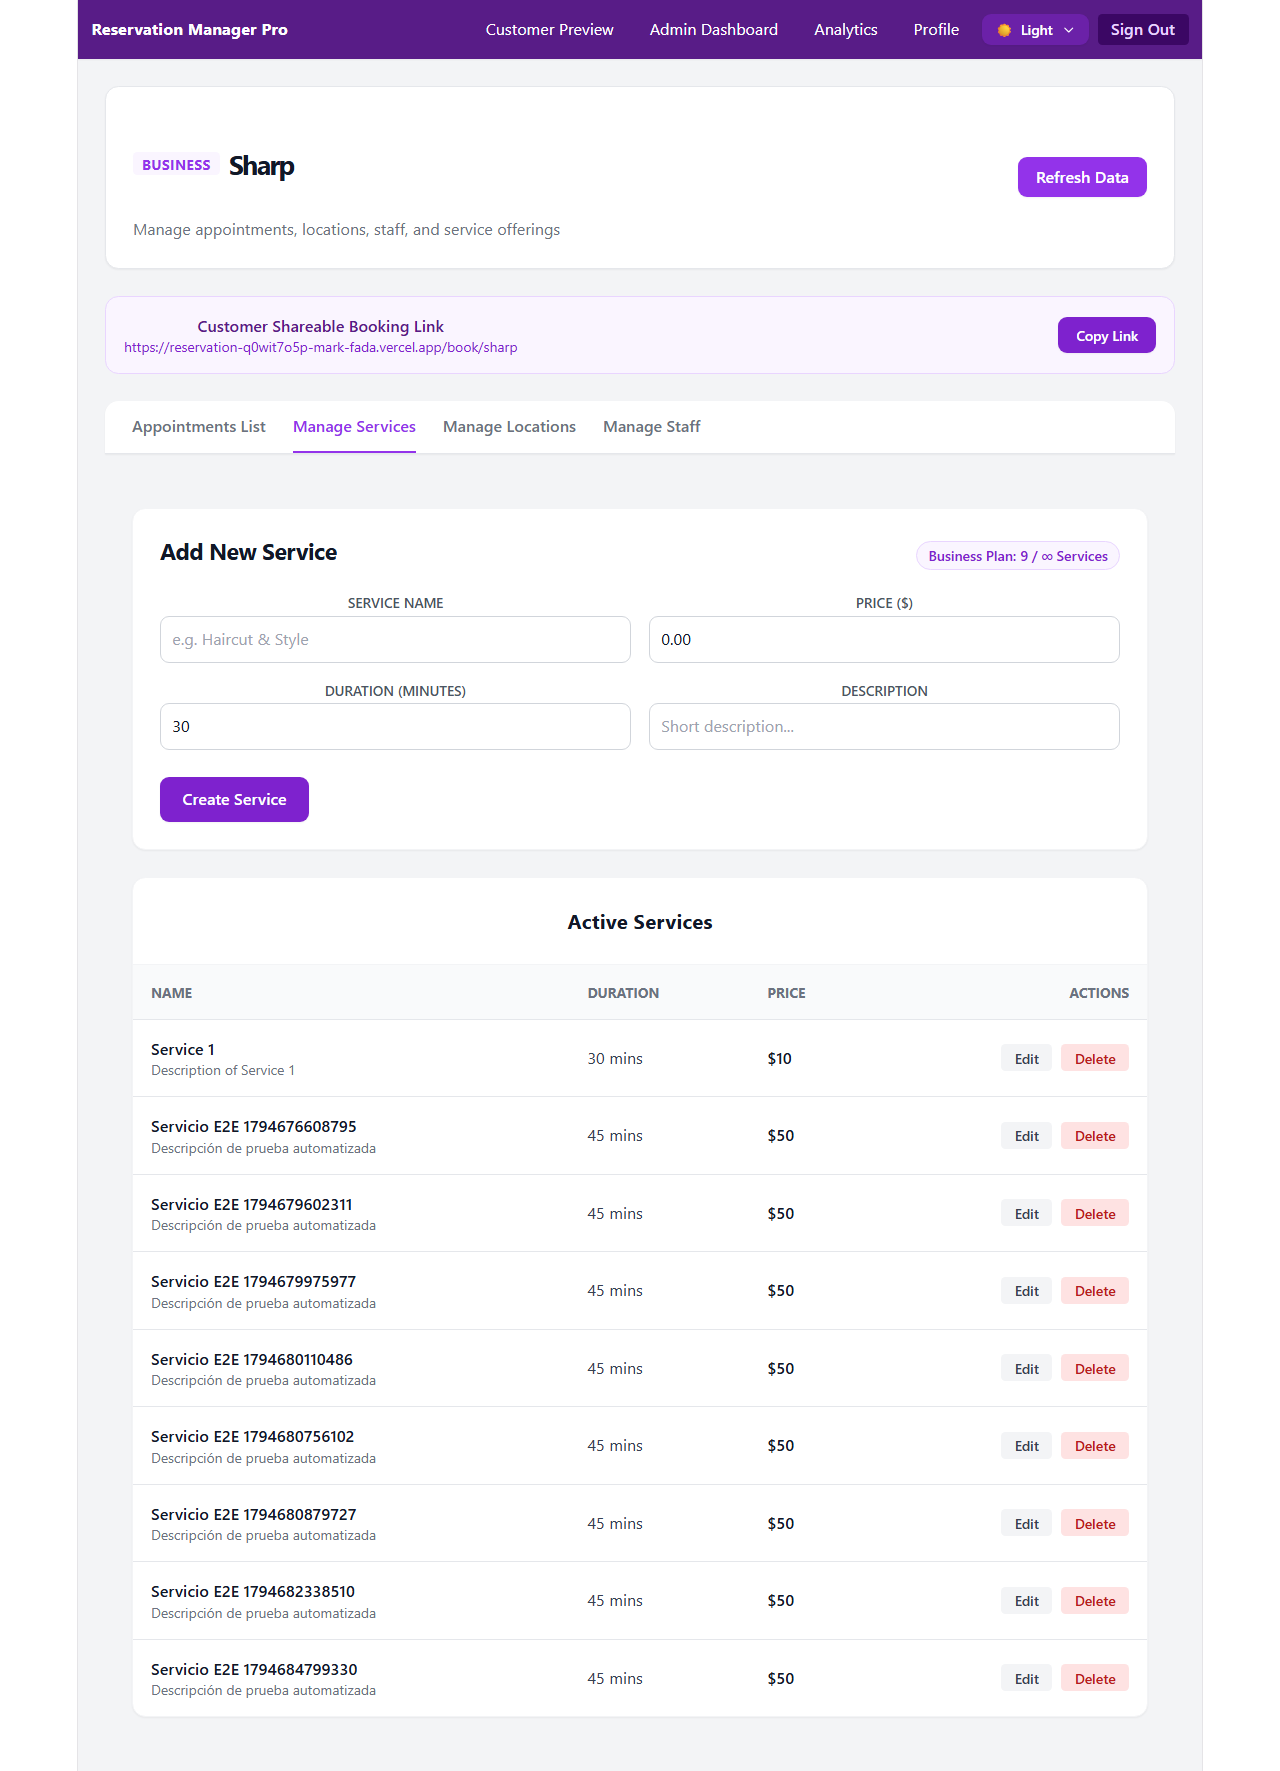 Reservation Manager Pro
Customer Preview
Admin Dashboard
Analytics
Profile
Light
Sign Out
BUSINESS
Sharp
Refresh Data
Manage appointments, locations, staff, and service offerings
Customer Shareable Booking Link
https://reservation-q0wit7o5p-mark-fada.vercel.app/book/sharp
Copy Link
Appointments List
Manage Services
Manage Locations
Manage Staff
Add New Service
Business Plan: 9 / ∞ Services
SERVICE NAME
PRICE ($)
e.g. Haircut & Style
0.00
DURATION (MINUTES)
DESCRIPTION
30
Short description...
Create Service
Active Services
NAME DURATION PRICE ACTIONS
Service 1
Description of Service 1
30 mins $10 Edit Delete
Servicio E2E 1794676608795
Descripción de prueba automatizada
45 mins $50 Edit Delete
Servicio E2E 1794679602311
Descripción de prueba automatizada
45 mins $50 Edit Delete
Servicio E2E 1794679975977
Descripción de prueba automatizada
45 mins $50 Edit Delete
Servicio E2E 1794680110486
Descripción de prueba automatizada
45 mins $50 Edit Delete
Servicio E2E 1794680756102
Descripción de prueba automatizada
45 mins $50 Edit Delete
Servicio E2E 1794680879727
Descripción de prueba automatizada
45 mins $50 Edit Delete
Servicio E2E 1794682338510
Descripción de prueba automatizada
45 mins $50 Edit Delete
Servicio E2E 1794684799330
Descripción de prueba automatizada
45 mins $50 Edit Delete